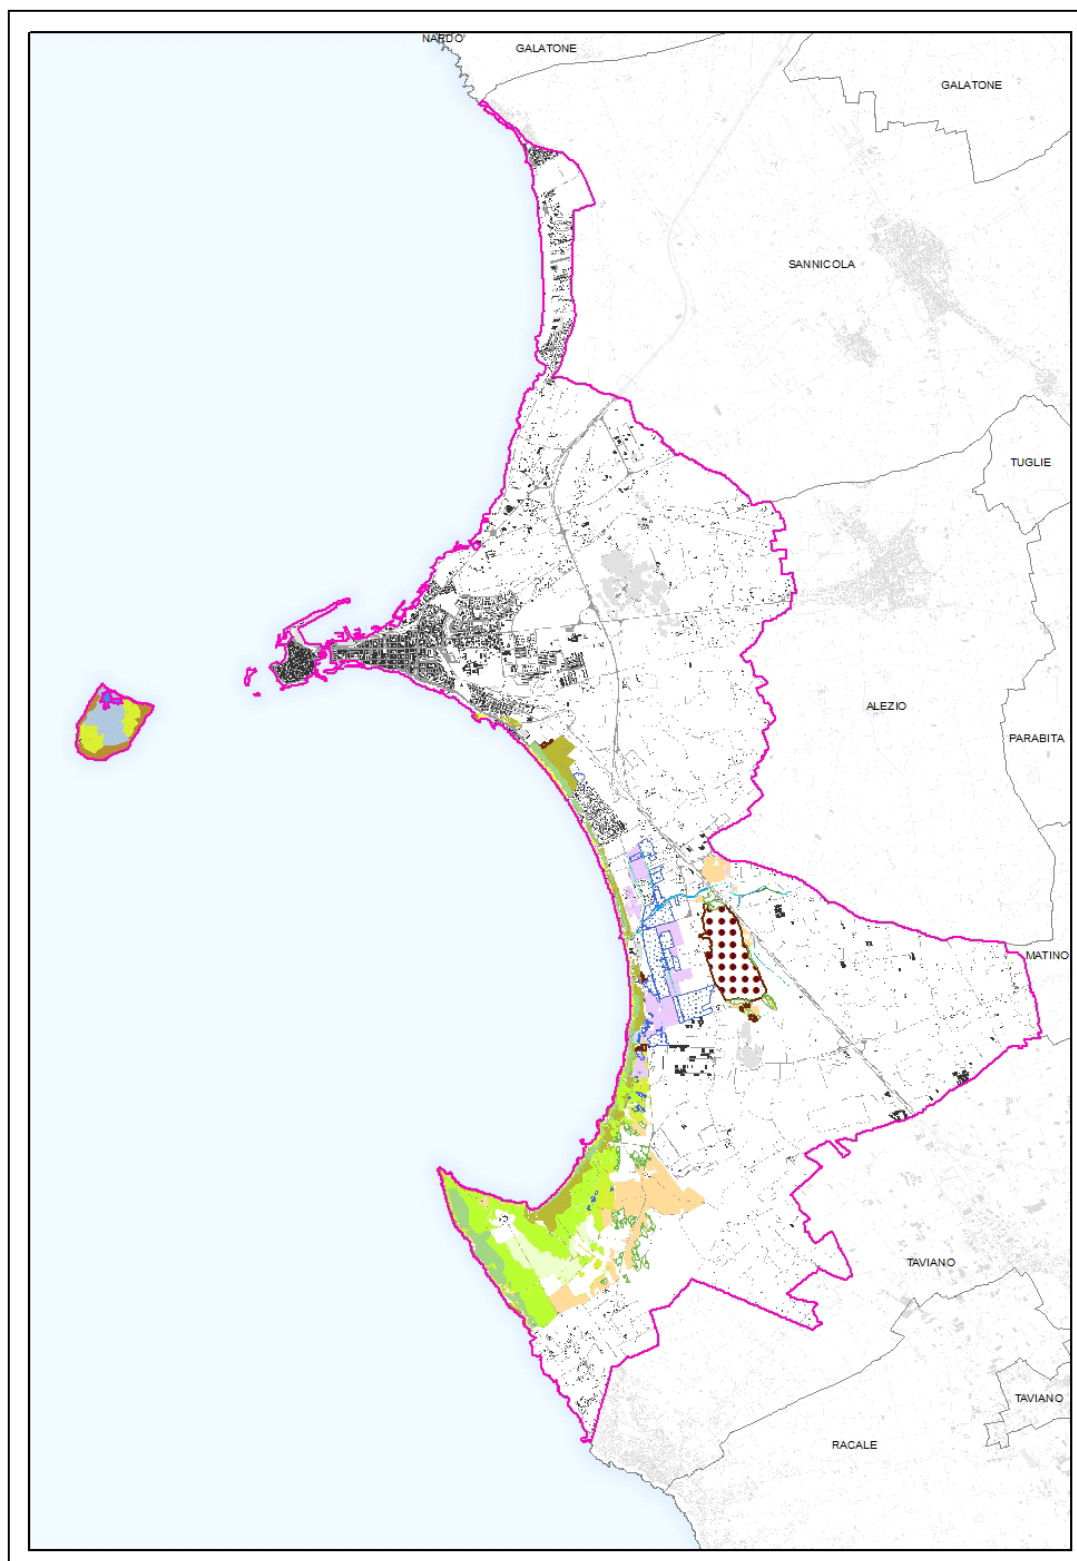 NARDO'
GALATONE
GALATONE
SANNICOLA
TUGLIE
ALEZIO
PARABITA
MATINO
TAVIANO
TAVIANO
RACALE